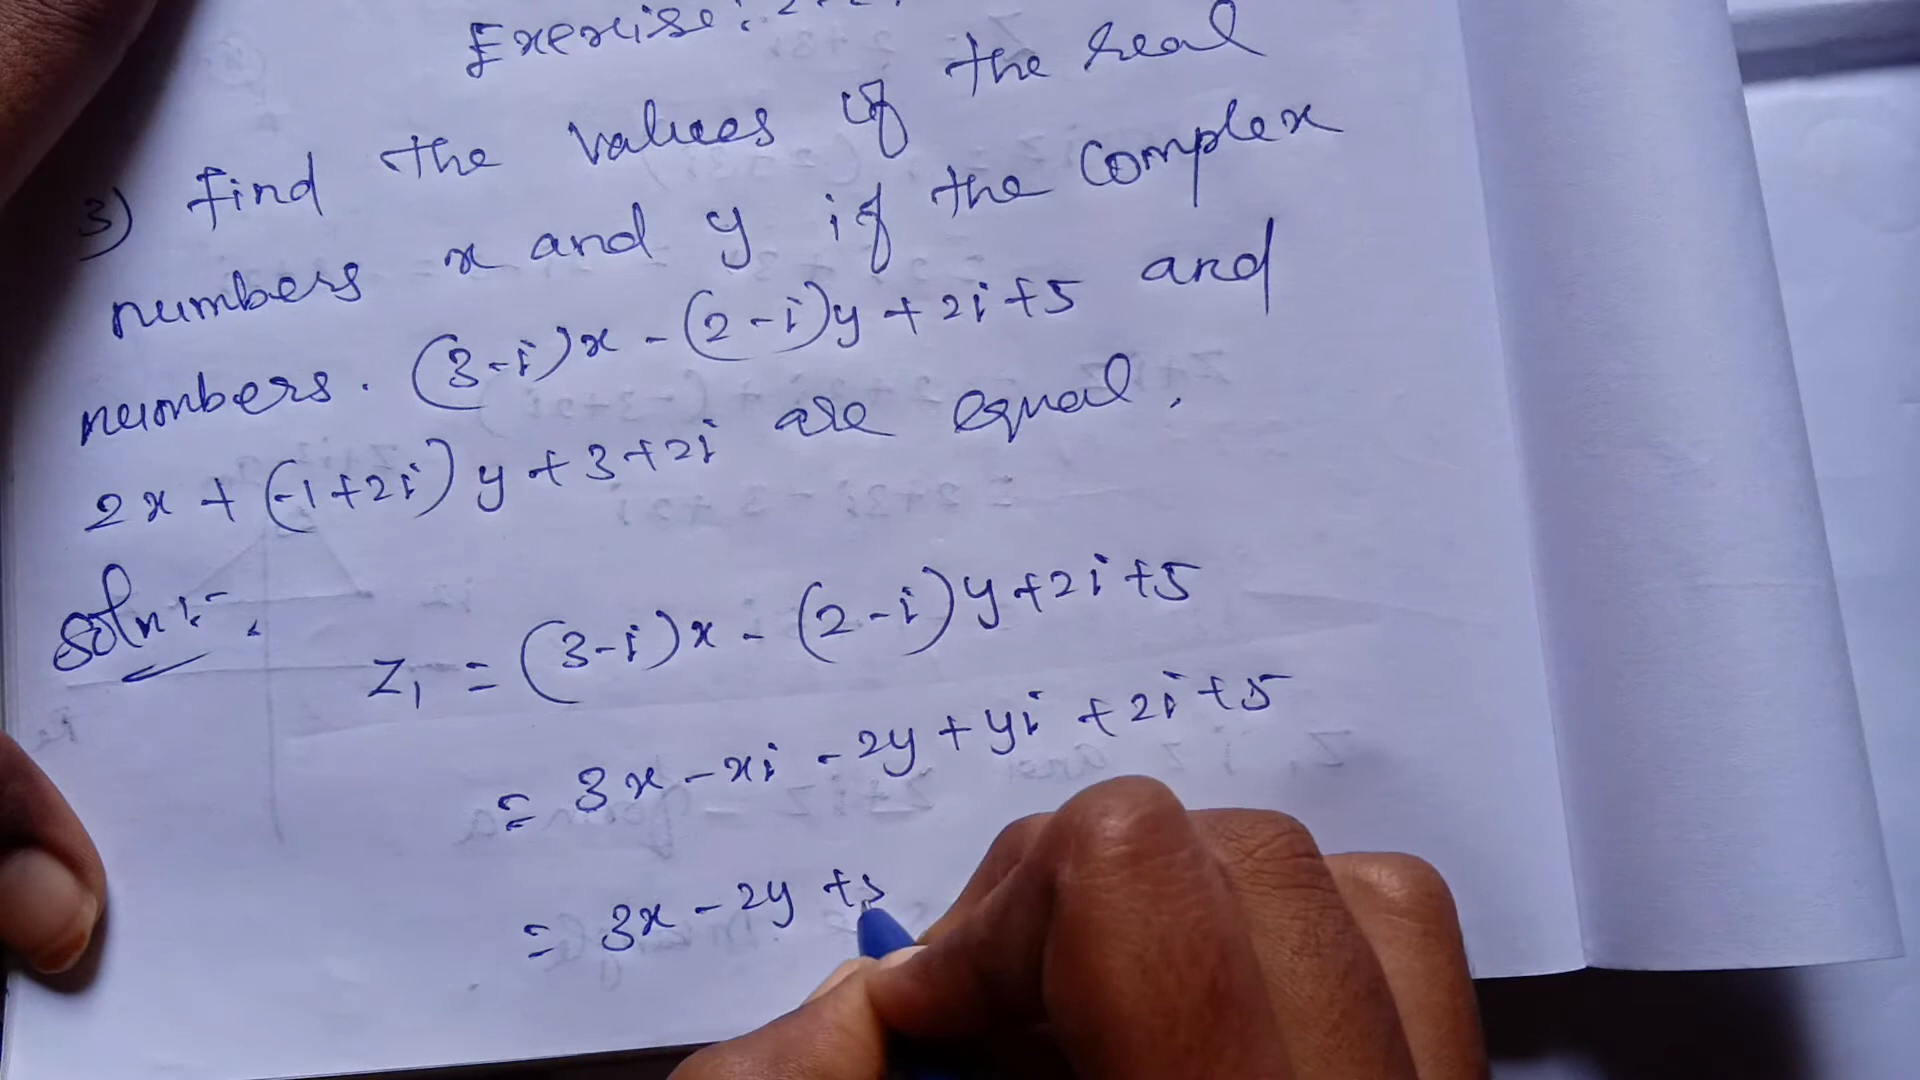 Exercise:
3) Find the values of the real
numbers x and y if the complex
numbers. (3-i)x - (2-i)y + 2i + 5 and
2x + (-1+2i) y + 3 + 2i are equal.
Soln:-
Z₁ = (3-i)x - (2-i)y + 2i + 5
= 3x - xi - 2y + yi + 2i + 5
= 3x - 2y + 5